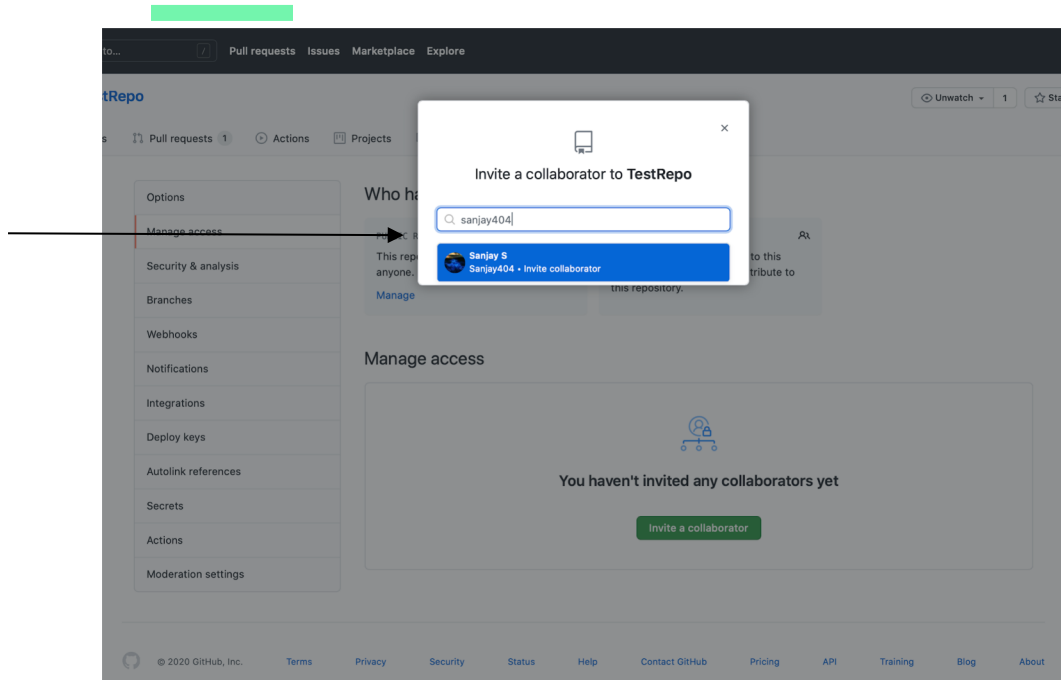 to... / Pull requests Issues Marketplace Explore
tRepo
Unwatch 1 Sta
s Pull requests 1 Actions Projects
Invite a collaborator to TestRepo
sanjay404
Sanjay S
Sanjay404 • Invite collaborator
Options
Manage access
Security & analysis
Branches
Webhooks
Notifications
Integrations
Deploy keys
Autolink references
Secrets
Actions
Moderation settings
Who ha
This rep
anyone.
Manage
to this
tribute to
this repository.
Manage access
You haven't invited any collaborators yet
Invite a collaborator
© 2020 GitHub, Inc. Terms Privacy Security Status Help Contact GitHub Pricing API Training Blog About